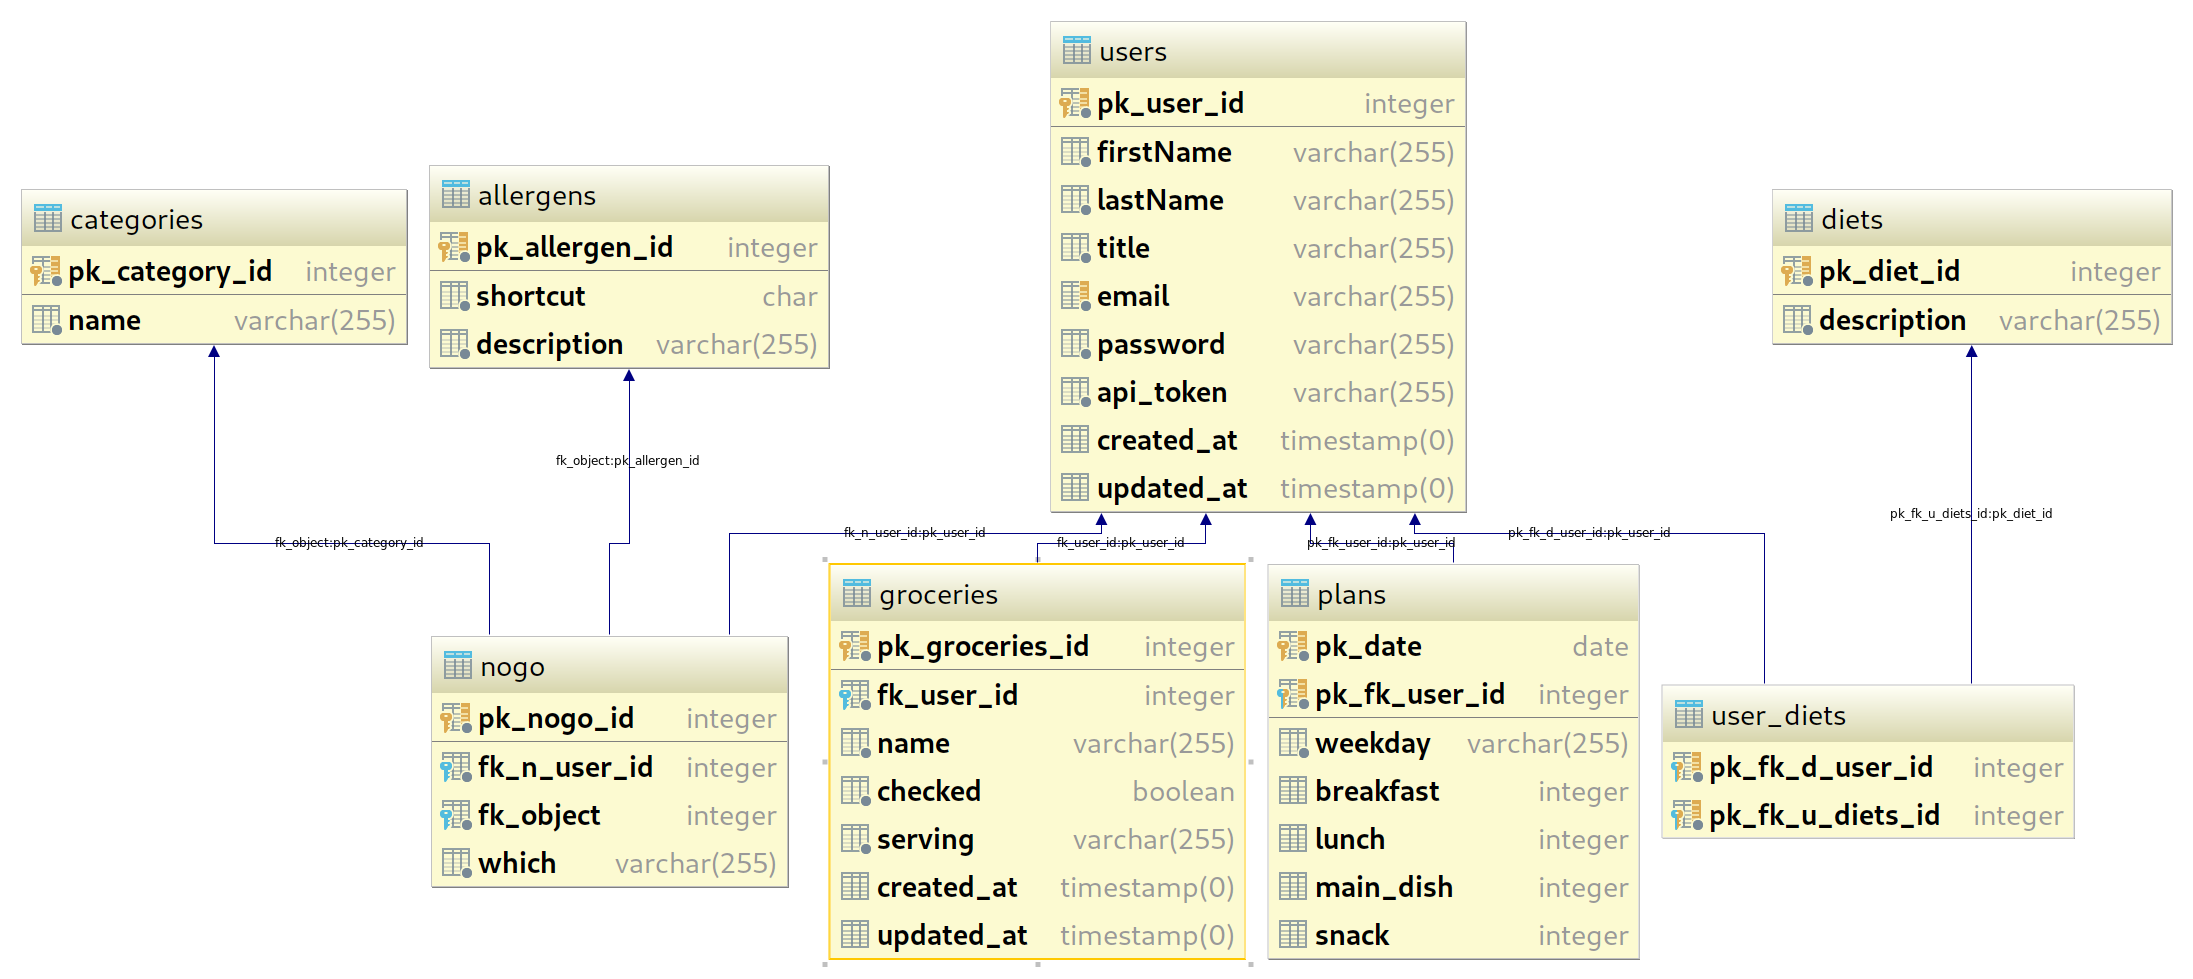 users
pk_user_id integer
firstName varchar(255)
lastName varchar(255)
title varchar(255)
email varchar(255)
password varchar(255)
api_token varchar(255)
created_at timestamp(0)
updated_at timestamp(0)
categories
pk_category_id integer
name varchar(255)
allergens
pk_allergen_id integer
shortcut char
description varchar(255)
diets
pk_diet_id integer
description varchar(255)
fk_object:pk_allergen_id
pk_fk_u_diets_id:pk_diet_id
fk_object:pk_category_id
fk_n_user_id:pk_user_id
fk_user_id:pk_user_id
pk_fk_user_id:pk_user_id
pk_fk_d_user_id:pk_user_id
nogo
pk_nogo_id integer
fk_n_user_id integer
fk_object integer
which varchar(255)
groceries
pk_groceries_id integer
fk_user_id integer
name varchar(255)
checked boolean
serving varchar(255)
created_at timestamp(0)
updated_at timestamp(0)
plans
pk_date date
pk_fk_user_id integer
weekday varchar(255)
breakfast integer
lunch integer
main_dish integer
snack integer
user_diets
pk_fk_d_user_id integer
pk_fk_u_diets_id integer